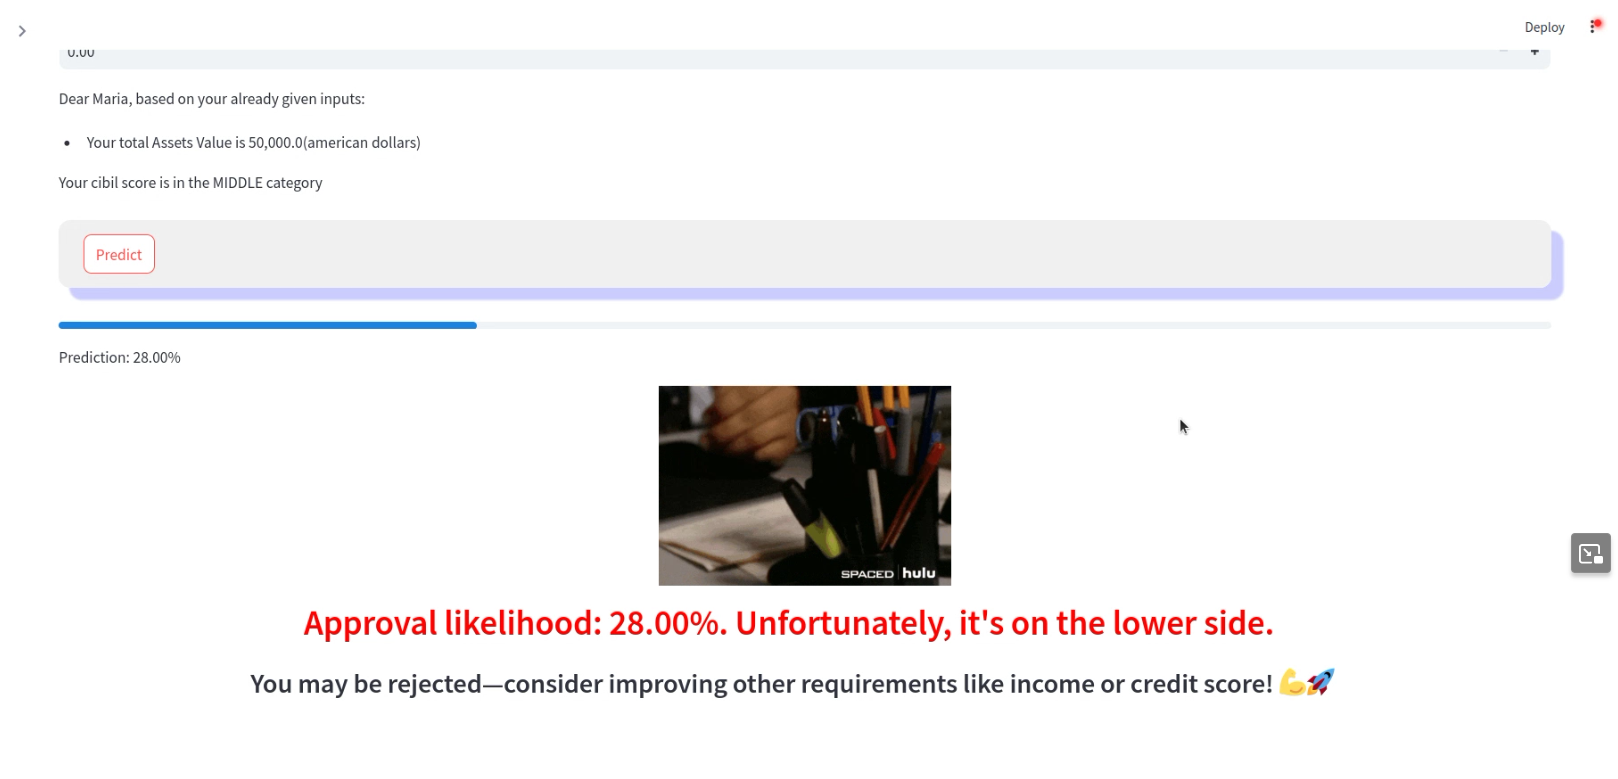 Deploy
0.00
Dear Maria, based on your already given inputs:
• Your total Assets Value is 50,000.0(american dollars)
Your cibil score is in the MIDDLE category
Predict
Prediction: 28.00%
SPACED | hulu
Approval likelihood: 28.00%. Unfortunately, it's on the lower side.
You may be rejected—consider improving other requirements like income or credit score! 💪🚀